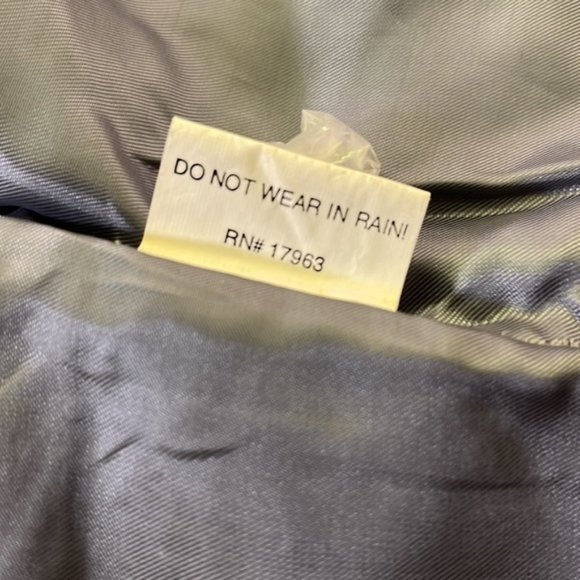 DO NOT WEAR IN RAIN!
RN# 17963